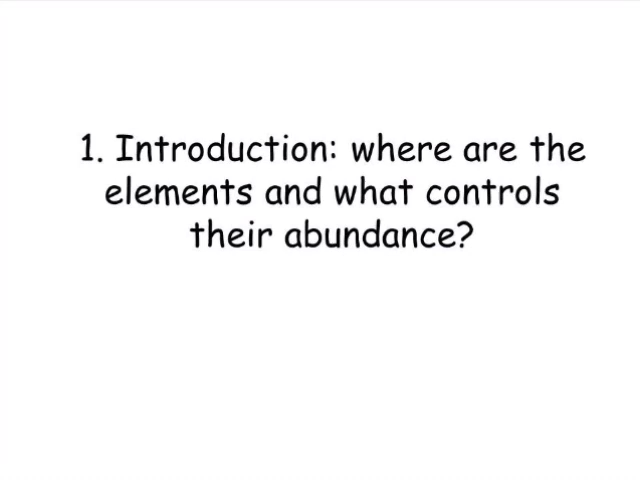 1. Introduction: where are the
elements and what controls
their abundance?